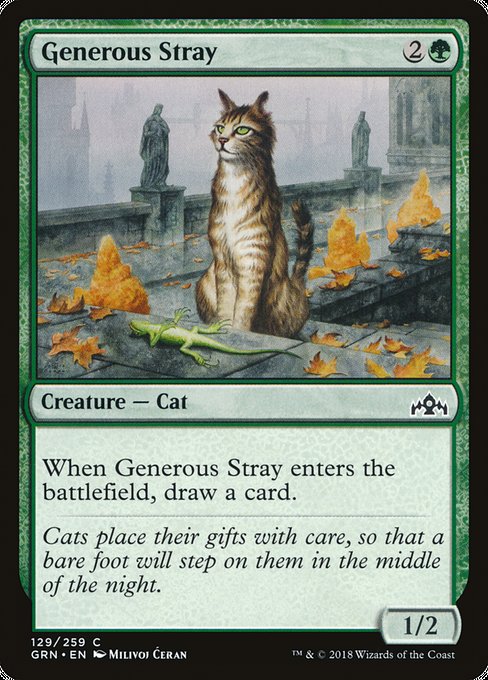 Generous Stray 2
Creature — Cat
When Generous Stray enters the
battlefield, draw a card.
Cats place their gifts with care, so that a
bare foot will step on them in the middle
of the night.
1/2
129/259 C
GRN • EN Milivoj Ćeran
™ & © 2018 Wizards of the Coast